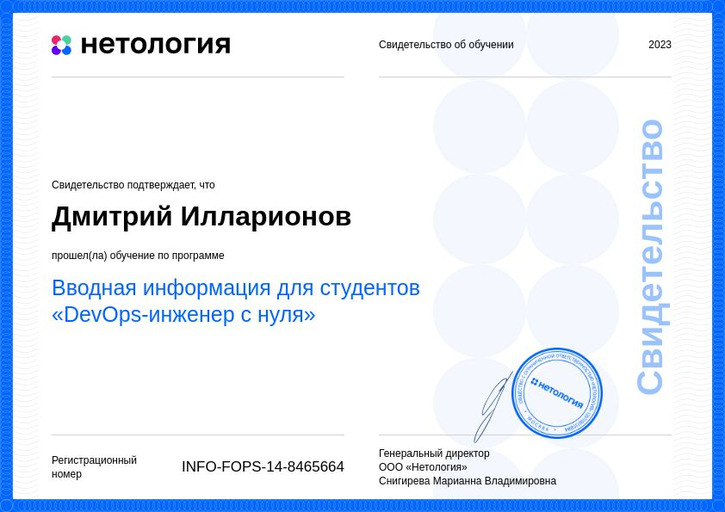 нетология
Свидетельство об обучении
2023
Свидетельство
Свидетельство подтверждает, что
Дмитрий Илларионов
прошел(ла) обучение по программе
Вводная информация для студентов
«DevOps-инженер с нуля»
нетология
МОСКВА
Регистрационный
номер
INFO-FOPS-14-8465664
Генеральный директор
ООО «Нетология»
Снигирева Марианна Владимировна